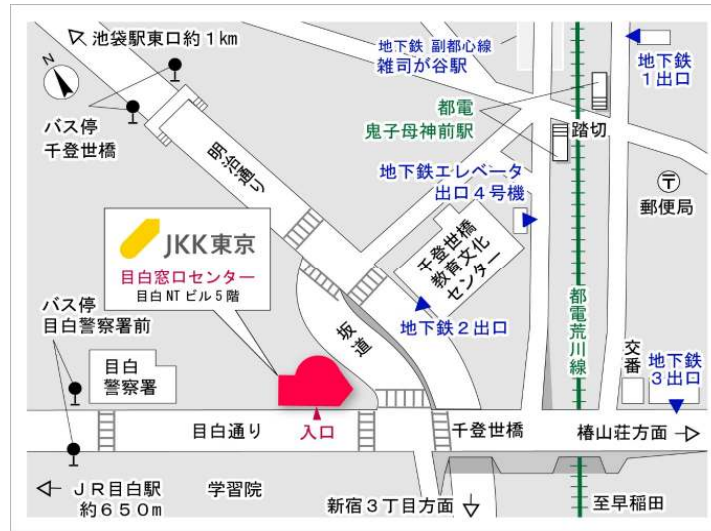 池袋駅東口約１km
N
バス停
千登世橋
明治通り
地下鉄 副都心線
雑司が谷駅
都電
鬼子母神前駅
踏切
地下鉄
１出口
地下鉄エレベータ
出口４号機
〒
郵便局
千登世橋
教育文化
センター
地下鉄２出口
JKK東京
目白窓口センター
目白NTビル５階
坂道
バス停
目白警察署前
目白
警察署
都電荒川線
交番
地下鉄
３出口
目白通り
入口
千登世橋
椿山荘方面
ＪＲ目白駅
約６５０ｍ
学習院
新宿３丁目方面
至早稲田